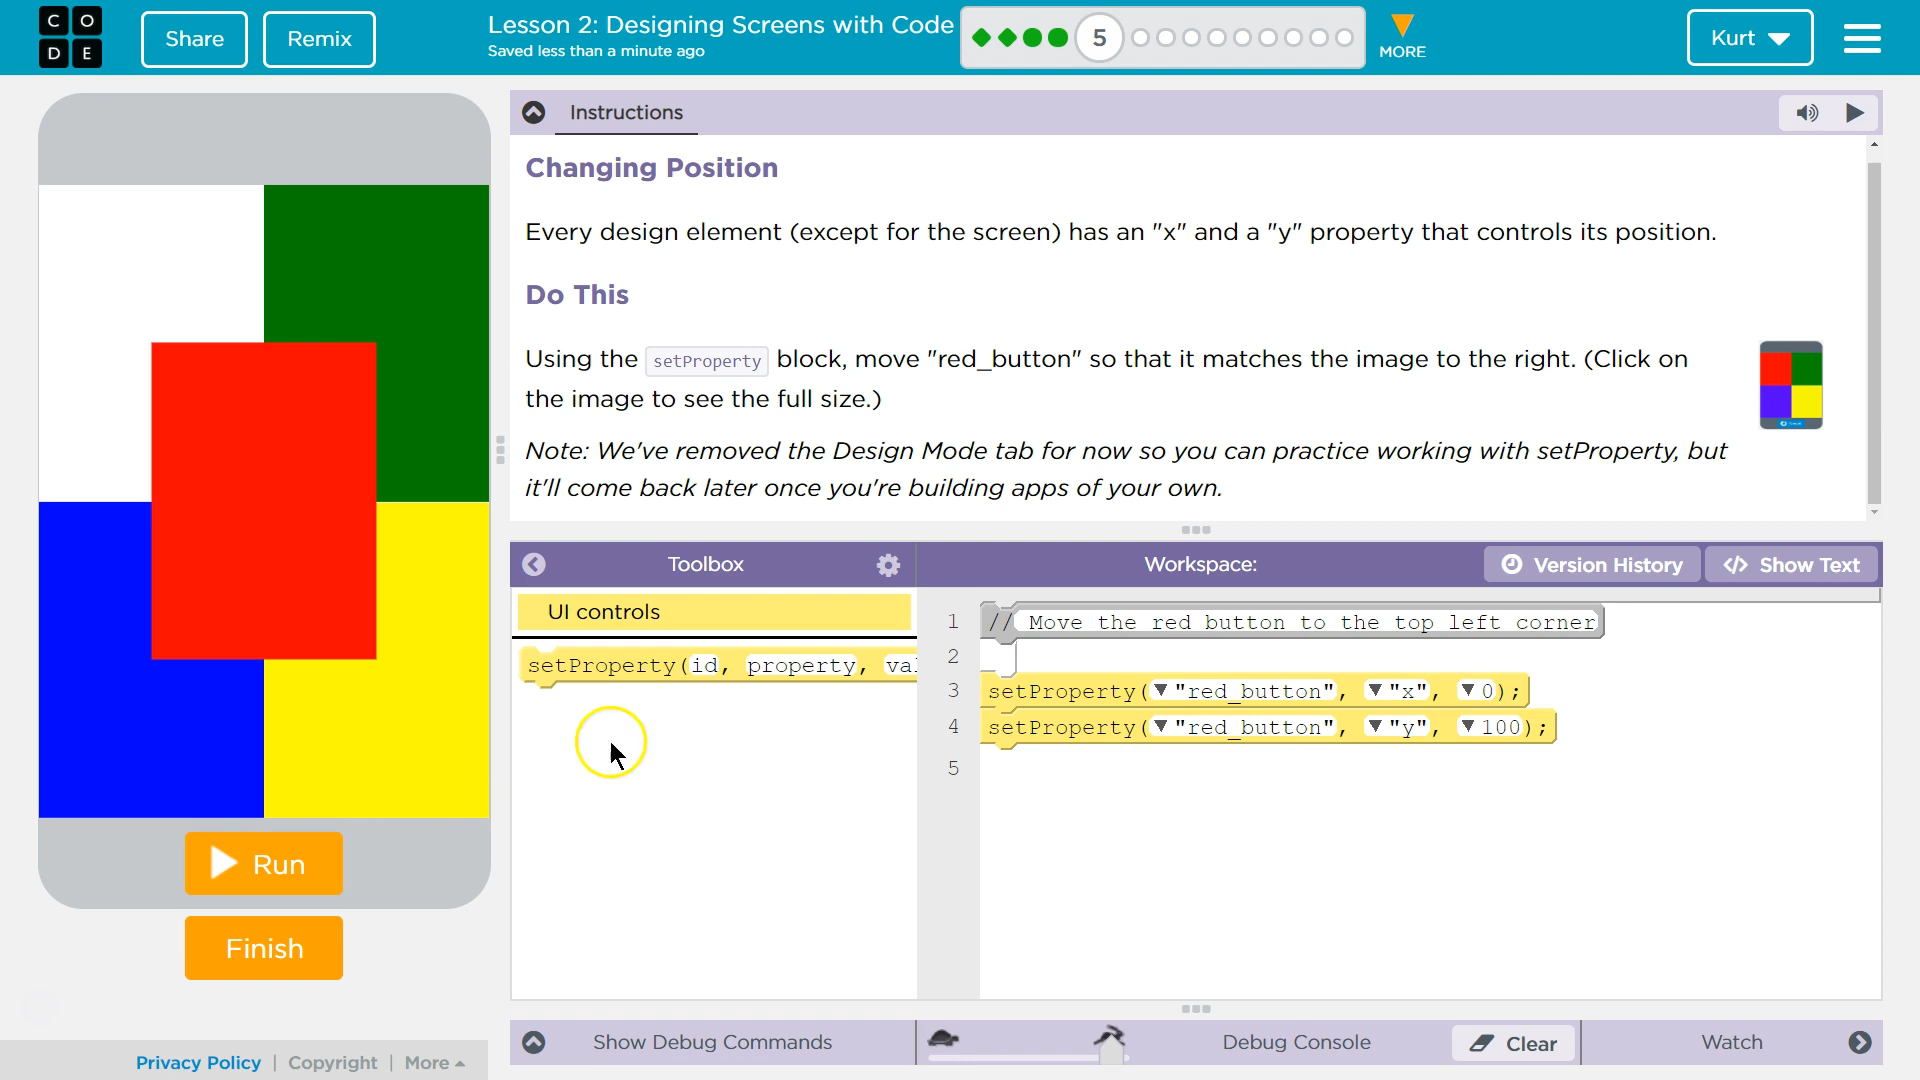 C O
D E
Share
Remix
Lesson 2: Designing Screens with Code
Saved less than a minute ago
5
MORE
Kurt
Instructions
Changing Position
Every design element (except for the screen) has an "x" and a "y" property that controls its position.
Do This
Using the setProperty block, move "red_button" so that it matches the image to the right. (Click on
the image to see the full size.)
Note: We've removed the Design Mode tab for now so you can practice working with setProperty, but
it'll come back later once you're building apps of your own.
Toolbox
Workspace:
Version History
</> Show Text
UI controls
setProperty(id, property, val
1 // Move the red button to the top left corner
2
3 setProperty(▼"red_button", ▼"x", ▼0);
4 setProperty(▼"red_button", ▼"y", ▼100);
5
Run
Finish
Show Debug Commands
Debug Console
Clear
Watch
Privacy Policy | Copyright | More